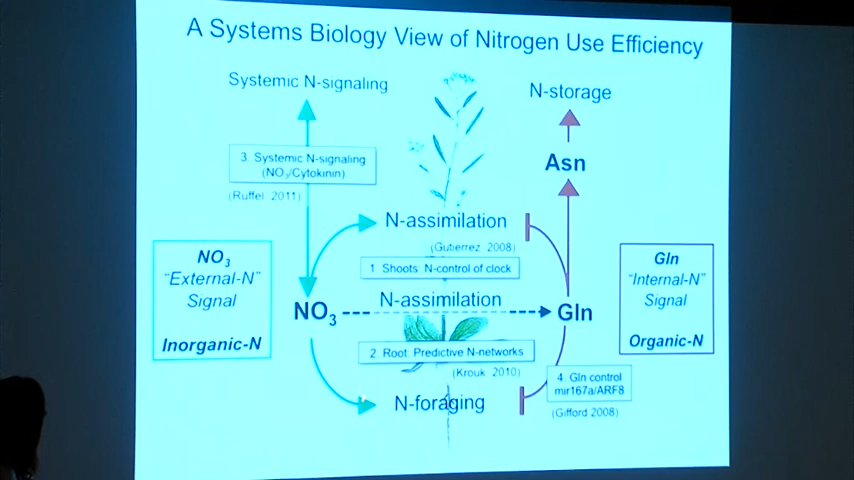 A Systems Biology View of Nitrogen Use Efficiency
Systemic N-signaling
N-storage
3. Systemic N-signaling
(NO3/Cytokinin)
(Ruffel 2011)
Asn
N-assimilation
(Gutierrez 2008)
1 Shoots: N-control of clock
NO3
"External-N"
Signal
Inorganic-N
Gln
"Internal-N"
Signal
Organic-N
N-assimilation
NO3
Gln
2. Root: Predictive N-networks
(Krouk 2010)
4. Gln control
mir167a/ARF8
(Gifford 2008)
N-foraging